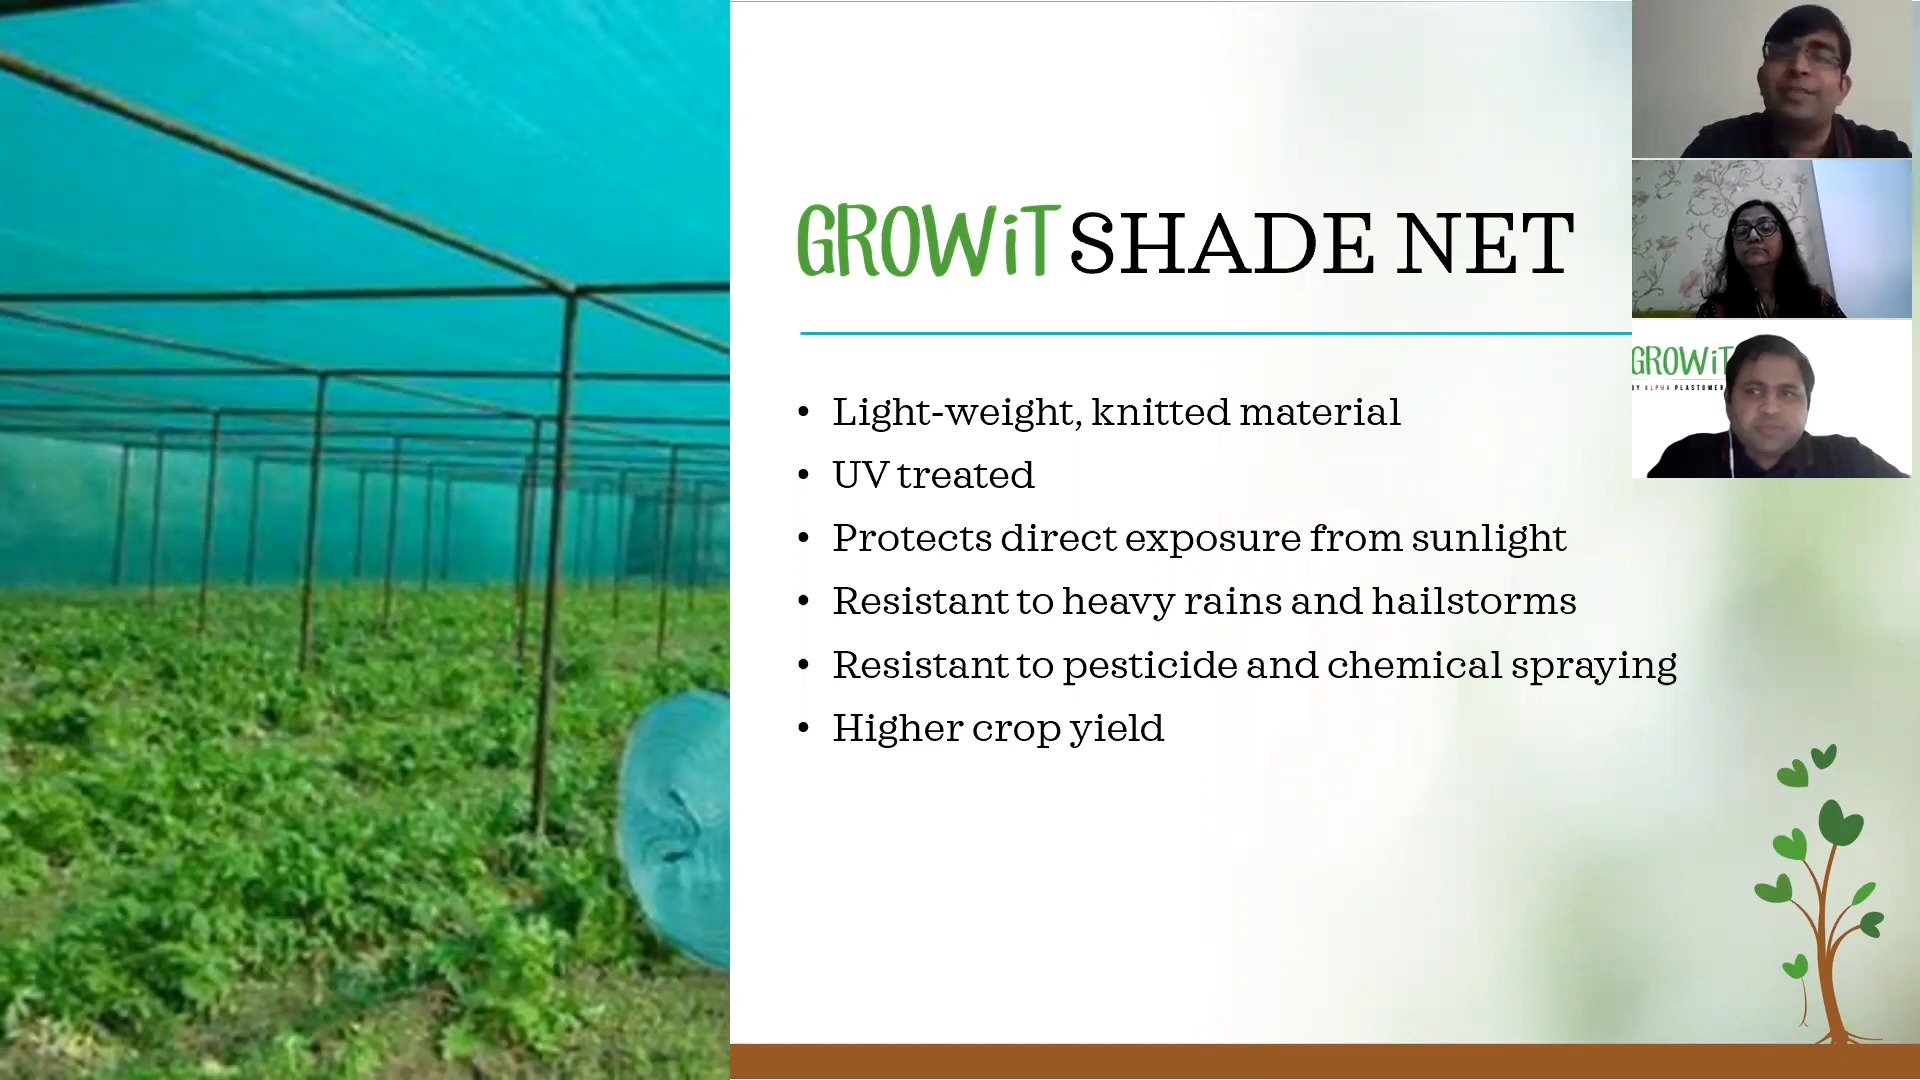 GROWiT SHADE NET
• Light-weight, knitted material
• UV treated
• Protects direct exposure from sunlight
• Resistant to heavy rains and hailstorms
• Resistant to pesticide and chemical spraying
• Higher crop yield
GROWiT
BY ALPHA PLASTOMER